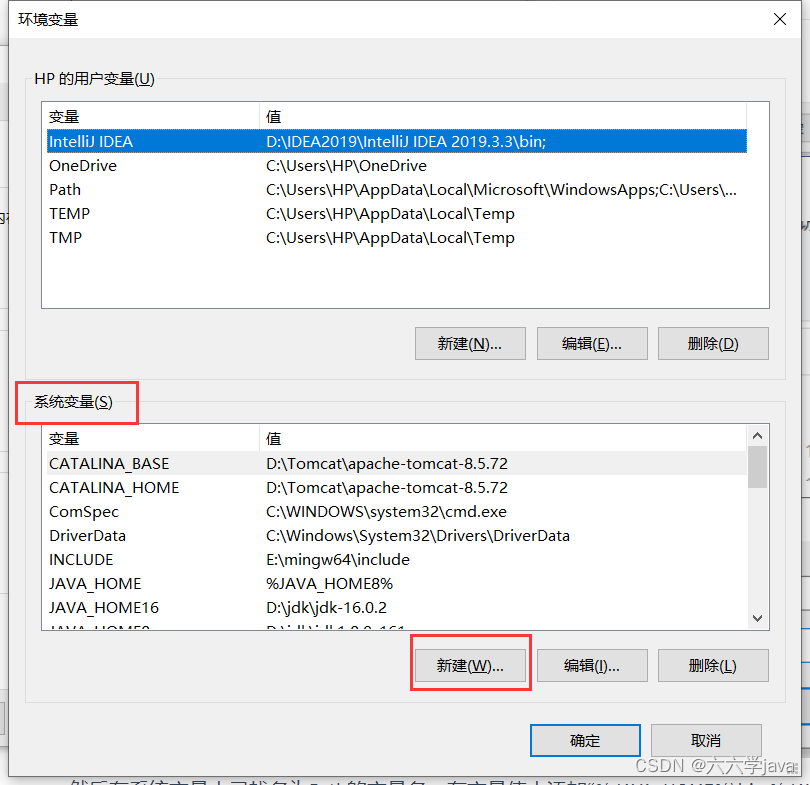 环境变量
HP 的用户变量(U)
变量 值
IntelliJ IDEA D:\IDEA2019\IntelliJ IDEA 2019.3.3\bin;
OneDrive C:\Users\HP\OneDrive
Path C:\Users\HP\AppData\Local\Microsoft\WindowsApps;C:\Users\...
TEMP C:\Users\HP\AppData\Local\Temp
TMP C:\Users\HP\AppData\Local\Temp
新建(N)... 编辑(E)... 删除(D)
系统变量(S)
变量 值
CATALINA_BASE D:\Tomcat\apache-tomcat-8.5.72
CATALINA_HOME D:\Tomcat\apache-tomcat-8.5.72
ComSpec C:\WINDOWS\system32\cmd.exe
DriverData C:\Windows\System32\Drivers\DriverData
INCLUDE E:\mingw64\include
JAVA_HOME %JAVA_HOME8%
JAVA_HOME16 D:\jdk\jdk-16.0.2
JAVA_HOME8 D:\jdk\jdk1.8.0_161
新建(W)... 编辑(I)... 删除(L)
确定 取消
CSDN @六六学java